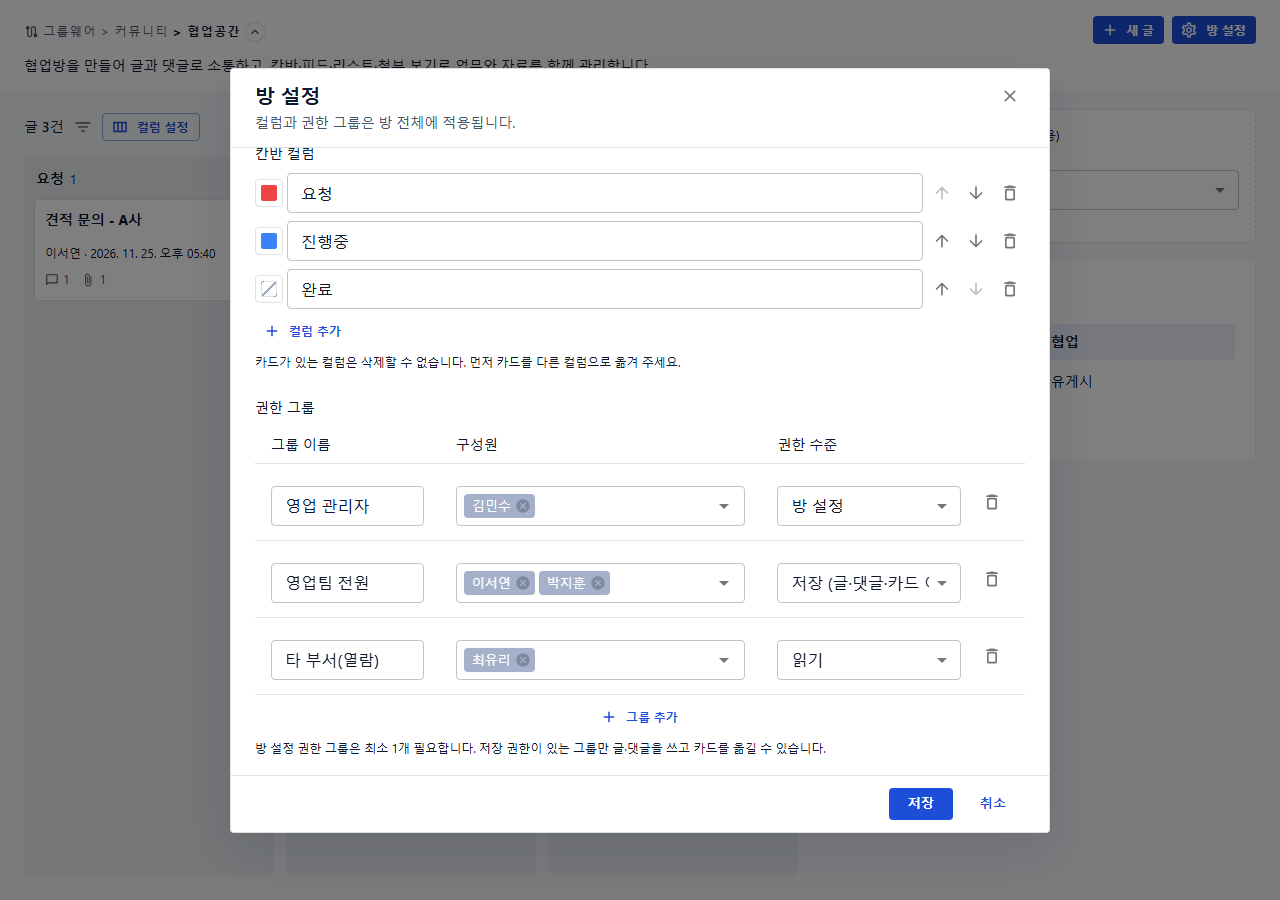 그룹웨어 > 커뮤니티 > 협업공간
+ 새 글
방 설정
협업방을 만들어 글과 댓글로 소통하고, 칸반·피드·리스트·첨부 보기로 업무와 자료를 함께 관리합니다
글 3건
컬럼 설정
요청 1
견적 문의 - A사
이서연 · 2026. 11. 25. 오후 05:40
1
1
협업
유게시
방 설정
컬럼과 권한 그룹은 방 전체에 적용됩니다.
칸반 컬럼
요청
진행중
완료
+ 컬럼 추가
카드가 있는 컬럼은 삭제할 수 없습니다. 먼저 카드를 다른 컬럼으로 옮겨 주세요.
권한 그룹
그룹 이름 구성원 권한 수준
영업 관리자 김민수 방 설정
영업팀 전원 이서연 박지훈 저장 (글·댓글·카드
타 부서(열람) 최유리 읽기
+ 그룹 추가
방 설정 권한 그룹은 최소 1개 필요합니다. 저장 권한이 있는 그룹만 글·댓글을 쓰고 카드를 옮길 수 있습니다.
저장 취소